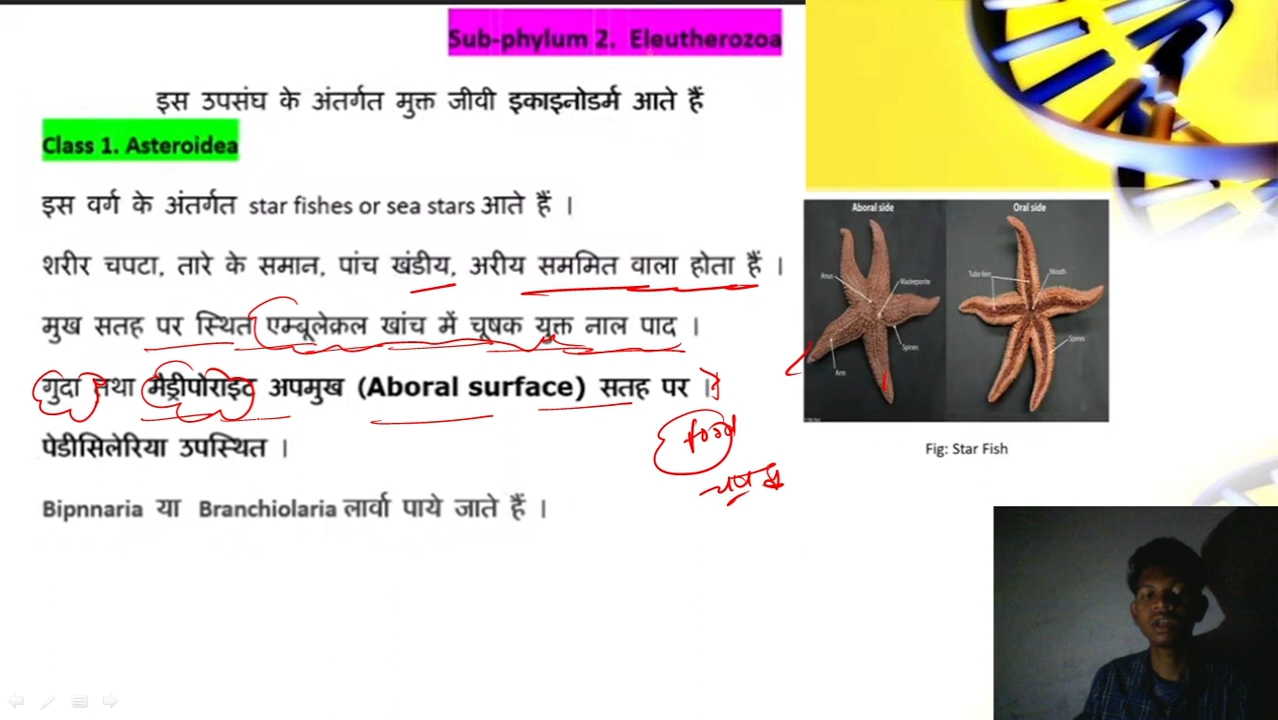 Sub-phylum 2. Eleutherozoa
इस उपसंघ के अंतर्गत मुक्त जीवी इकाइनोडर्म आते हैं
Class 1. Asteroidea
इस वर्ग के अंतर्गत star fishes or sea stars आते हैं ।
शरीर चपटा, तारे के समान, पांच खंडीय, अरीय सममित वाला होता हैं ।
मुख सतह पर स्थित एम्बूलेक्रल खांच में चूषक युक्त नाल पाद ।
गुदा तथा मैड्रीपोराइट अपमुख (Aboral surface) सतह पर ।
food
पेडीसिलेरिया उपस्थित ।
Bipnnaria या Branchiolaria लार्वा पाये जाते हैं ।
Aboral side
Anus
Madreporite
Spines
Arm
Oral side
Tube feet
Mouth
Spines
Fig: Star Fish